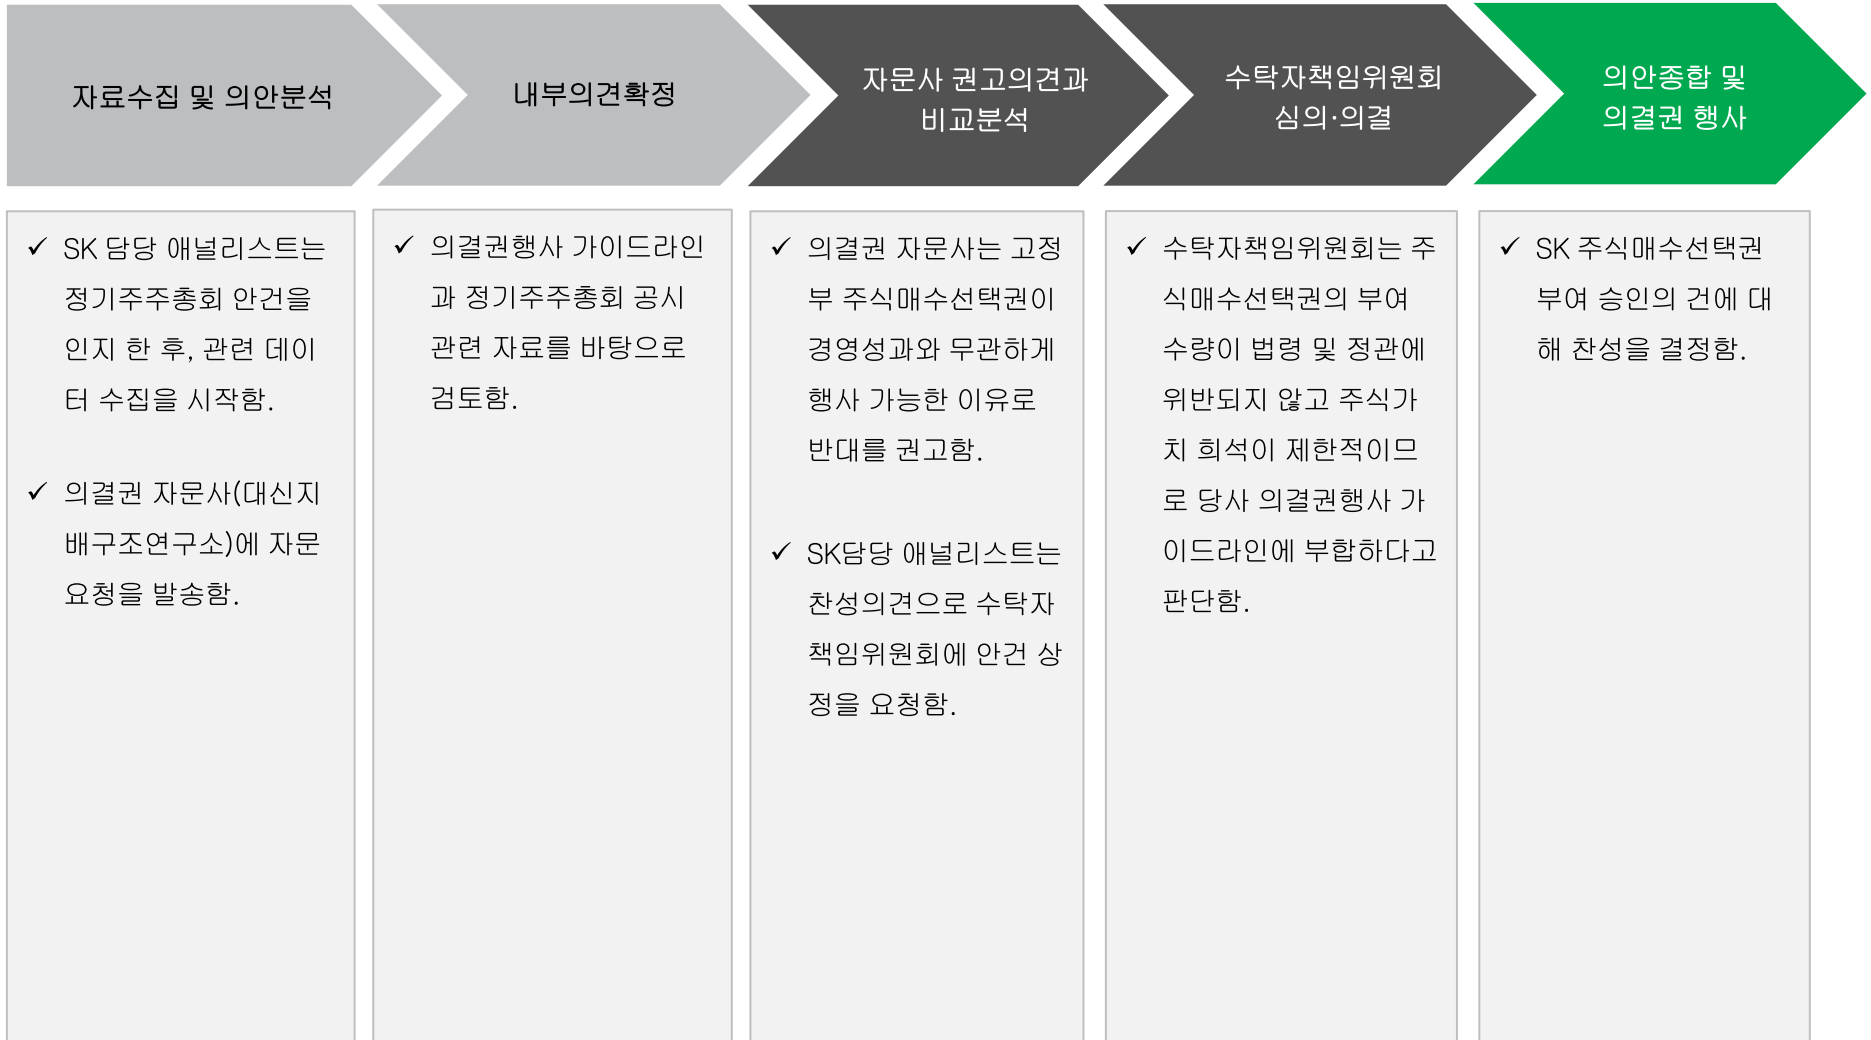 자료수집 및 의안분석
내부의견확정
자문사 권고의견과
비교분석
수탁자책임위원회
심의·의결
의안종합 및
의결권 행사
✓ SK 담당 애널리스트는
정기주주총회 안건을
인지 한 후, 관련 데이
터 수집을 시작함.
✓ 의결권 자문사(대신지
배구조연구소)에 자문
요청을 발송함.
✓ 의결권행사 가이드라인
과 정기주주총회 공시
관련 자료를 바탕으로
검토함.
✓ 의결권 자문사는 고정
부 주식매수선택권이
경영성과와 무관하게
행사 가능한 이유로
반대를 권고함.
✓ SK담당 애널리스트는
찬성의견으로 수탁자
책임위원회에 안건 상
정을 요청함.
✓ 수탁자책임위원회는 주
식매수선택권의 부여
수량이 법령 및 정관에
위반되지 않고 주식가
치 희석이 제한적이므
로 당사 의결권행사 가
이드라인에 부합하다고
판단함.
✓ SK 주식매수선택권
부여 승인의 건에 대
해 찬성을 결정함.